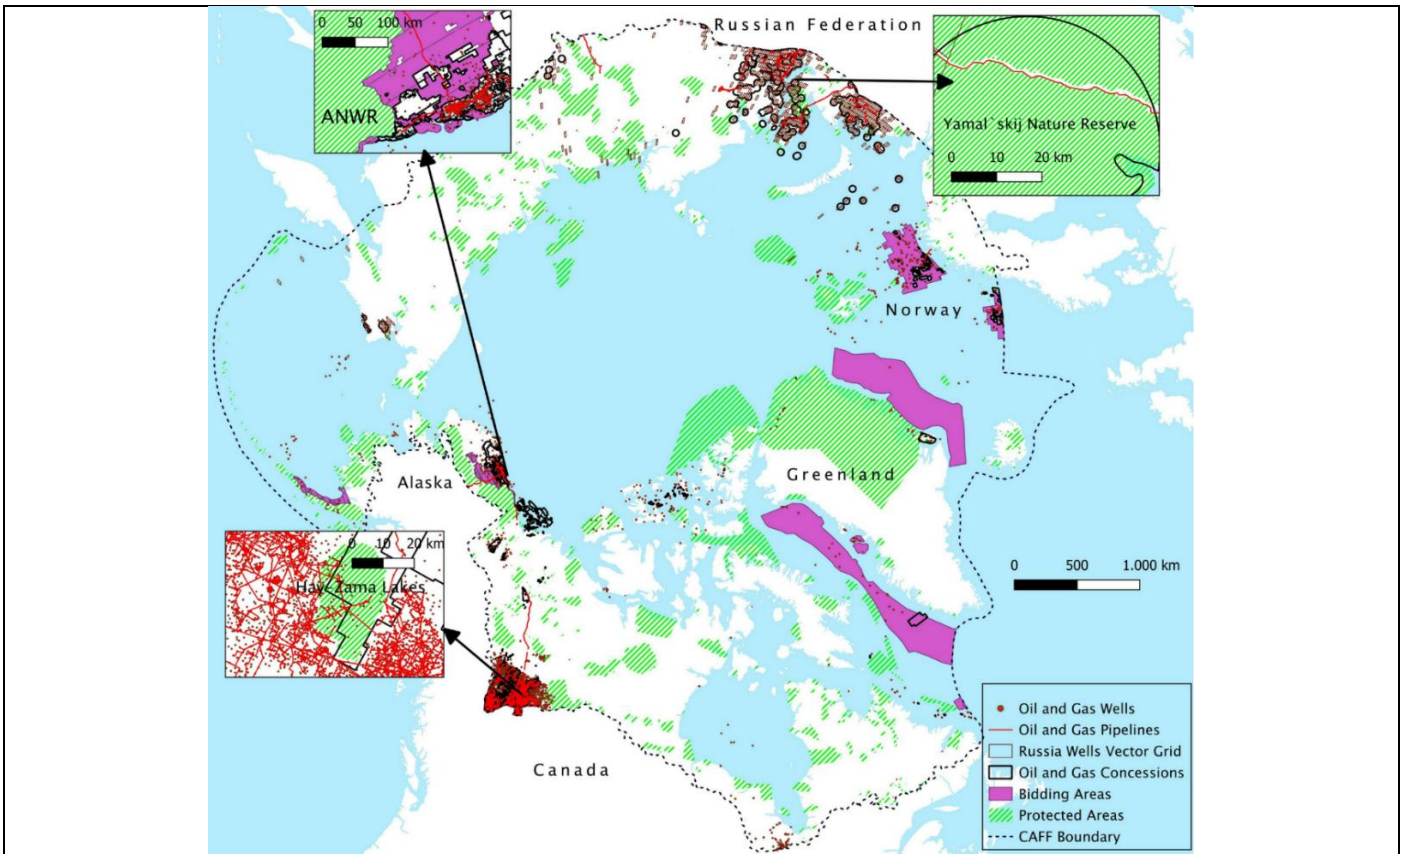 Russian Federation
0 50 100 km
ANWR
Yamal`skij Nature Reserve
0 10 20 km
Norway
Alaska
Greenland
0 10 20 km
Hay-Zama Lakes
0 500 1.000 km
Canada
Oil and Gas Wells
Oil and Gas Pipelines
Russia Wells Vector Grid
Oil and Gas Concessions
Bidding Areas
Protected Areas
CAFF Boundary